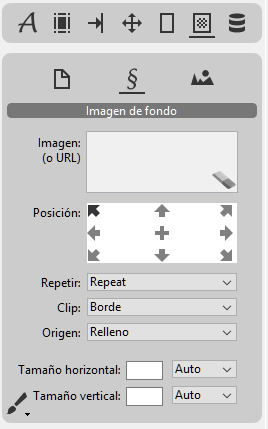 A
§
Imagen de fondo
Imagen:
(o URL)
Posición:
Repetir: Repeat
Clip: Borde
Origen: Relleno
Tamaño horizontal: Auto
Tamaño vertical: Auto